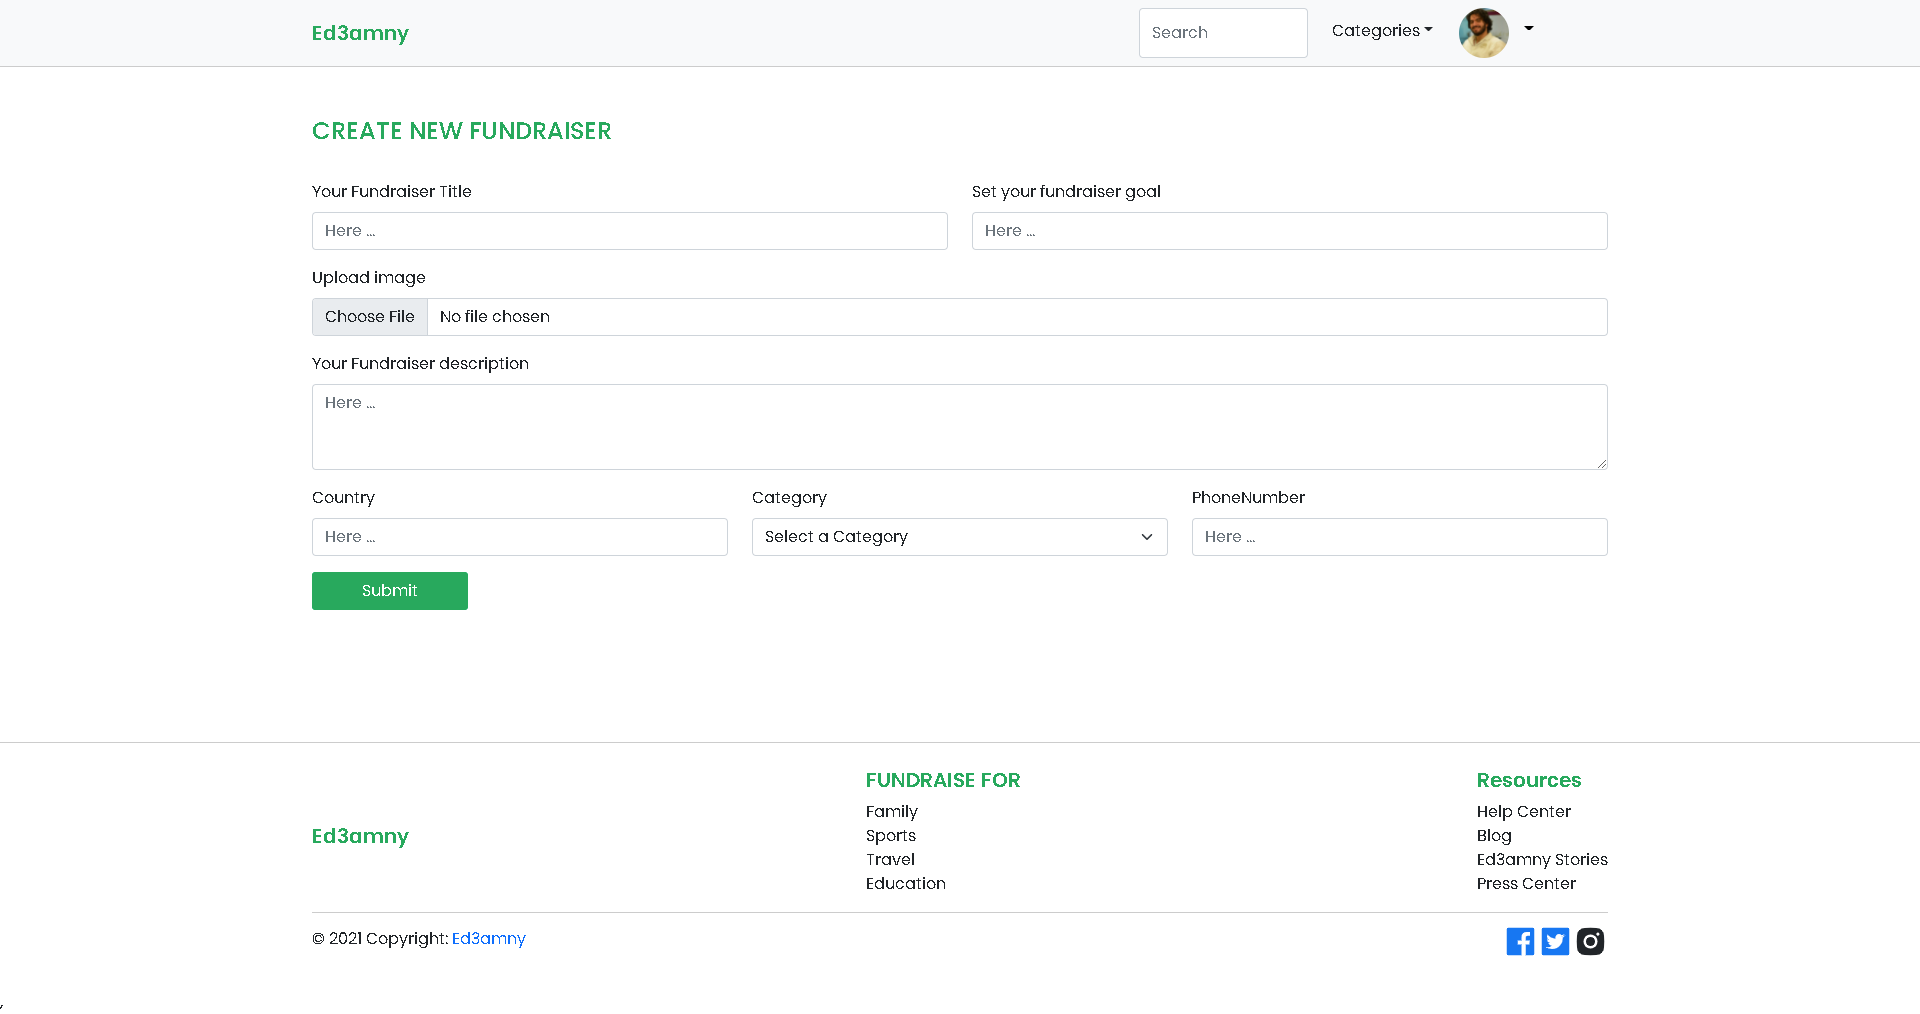 Ed3amny
Search
Categories
CREATE NEW FUNDRAISER
Your Fundraiser Title
Set your fundraiser goal
Here ...
Here ...
Upload image
Choose File
No file chosen
Your Fundraiser description
Here ...
Country
Category
PhoneNumber
Here ...
Select a Category
Here ...
Submit
Ed3amny
FUNDRAISE FOR
Family
Sports
Travel
Education
Resources
Help Center
Blog
Ed3amny Stories
Press Center
© 2021 Copyright: Ed3amny